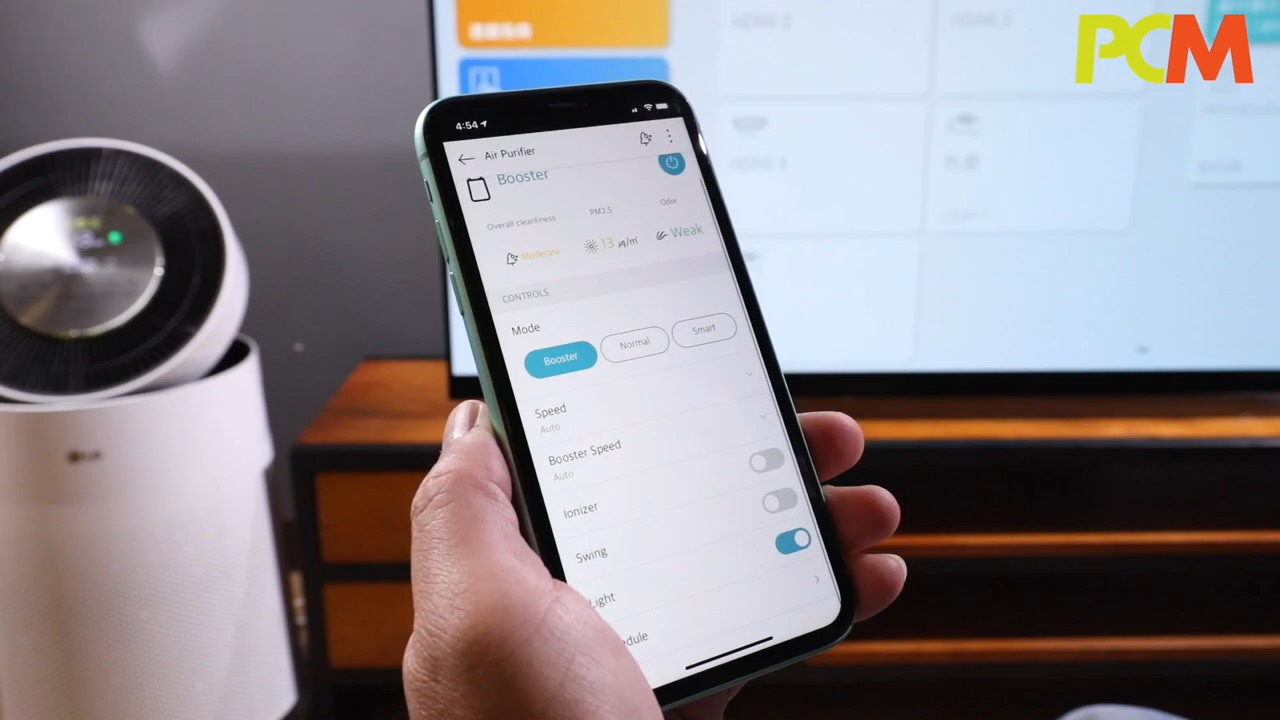 PCM
4:54
Air Purifier
Booster
Overall cleanliness
PM2.5
Odor
Moderate
13 µg/m³
Weak
CONTROLS
Mode
Booster
Normal
Smart
Speed
Auto
Booster Speed
Auto
Ionizer
Swing
Light
edule
LG